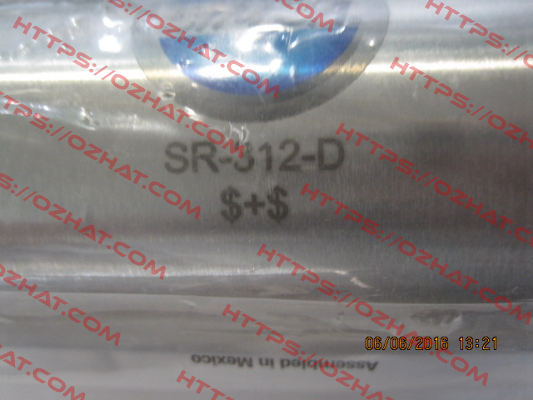 SR-312-D
$+$
06/06/2016 13:21
Assembled in Mexico
HTTPS://OZHAT.COM